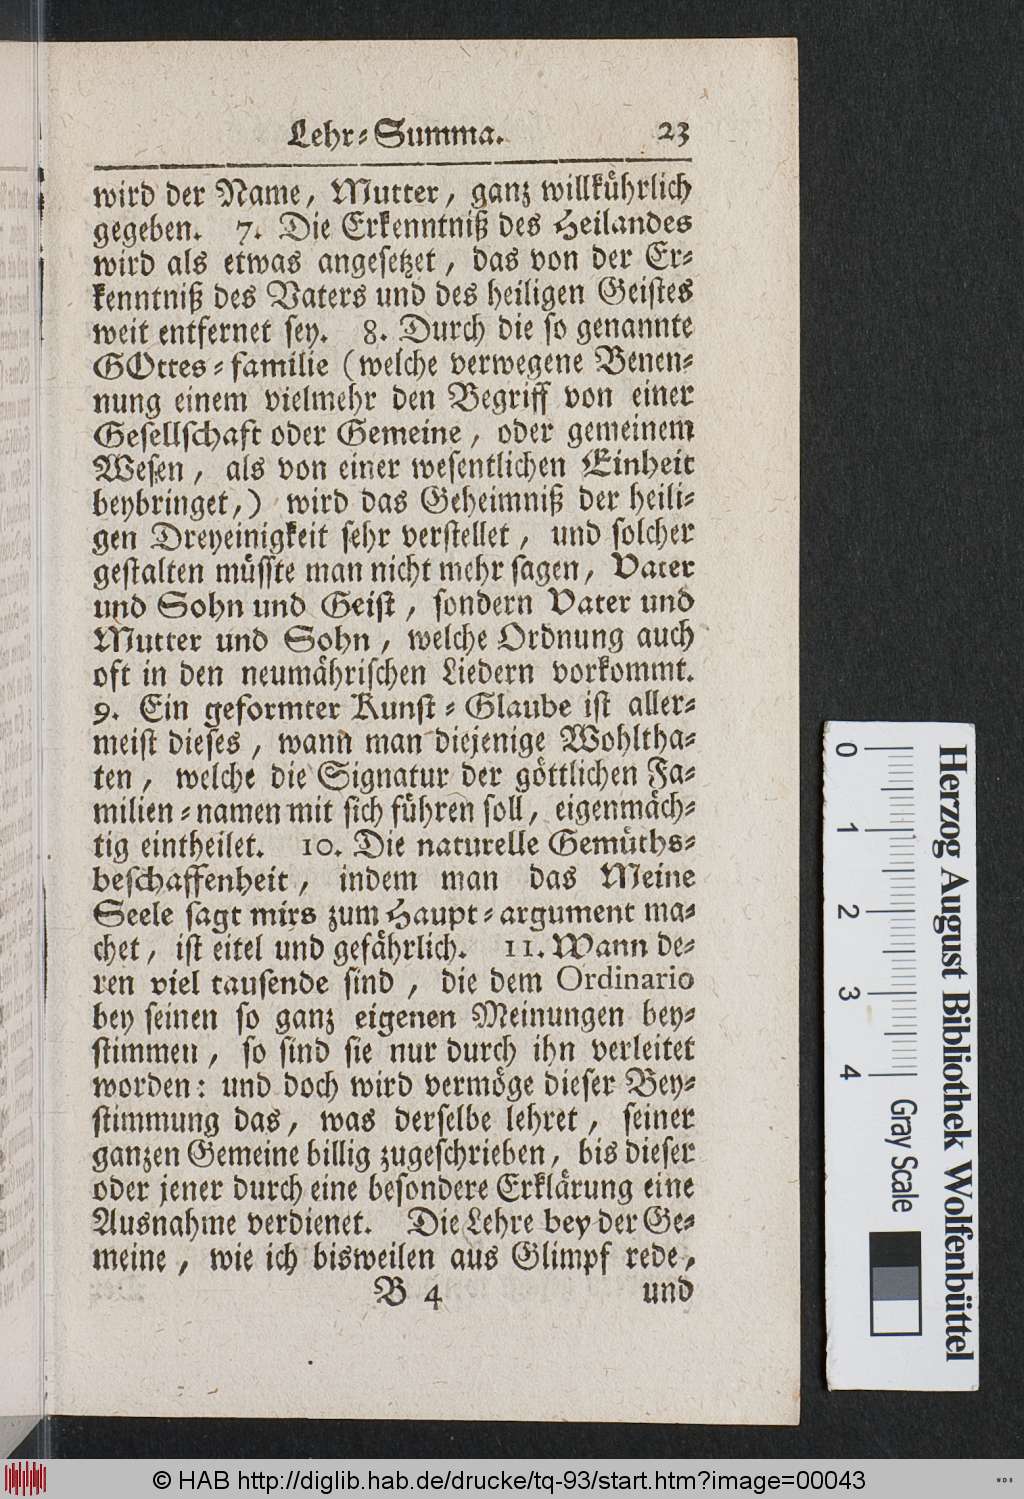 Lehr-Summa. 23
wird der Name, Mutter, ganz willkührlich
gegeben. 7. Die Erkenntniß des Heilandes
wird als etwas angesetzet, das von der Er-
kenntniß des Vaters und des heiligen Geistes
weit entfernet sey. 8. Durch die so genannte
GOttes-familie (welche verwegene Benen-
nung einem vielmehr den Begriff von einer
Gesellschaft oder Gemeine, oder gemeinem
Wesen, als von einer wesentlichen Einheit
beybringet,) wird das Geheimniß der heili-
gen Dreyeinigkeit sehr verstellet, und solcher
gestalten müsste man nicht mehr sagen, Vater
und Sohn und Geist, sondern Vater und
Mutter und Sohn, welche Ordnung auch
oft in den neumährischen Liedern vorkommt.
9. Ein geformter Kunst-Glaube ist aller-
meist dieses, wann man diejenige Wohltha-
ten, welche die Signatur der göttlichen Fa-
milien-namen mit sich führen soll, eigenmäch-
tig eintheilet. 10. Die naturelle Gemüths-
beschaffenheit, indem man das Meine
Seele sagt mirs zum Haupt-argument ma-
chet, ist eitel und gefährlich. 11. Wann de-
ren viel tausende sind, die dem Ordinario
bey seinen so ganz eigenen Meinungen bey-
stimmen, so sind sie nur durch ihn verleitet
worden: und doch wird vermöge dieser Bey-
stimmung das, was derselbe lehret, seiner
ganzen Gemeine billig zugeschrieben, bis dieser
oder jener durch eine besondere Erklärung eine
Ausnahme verdienet. Die Lehre bey der Ge-
meine, wie ich bisweilen aus Glimpf rede,
B 4 und
0 1 2 3 4 Gray Scale
Herzog August Bibliothek Wolfenbüttel
© HAB http://diglib.hab.de/drucke/tq-93/start.htm?image=00043